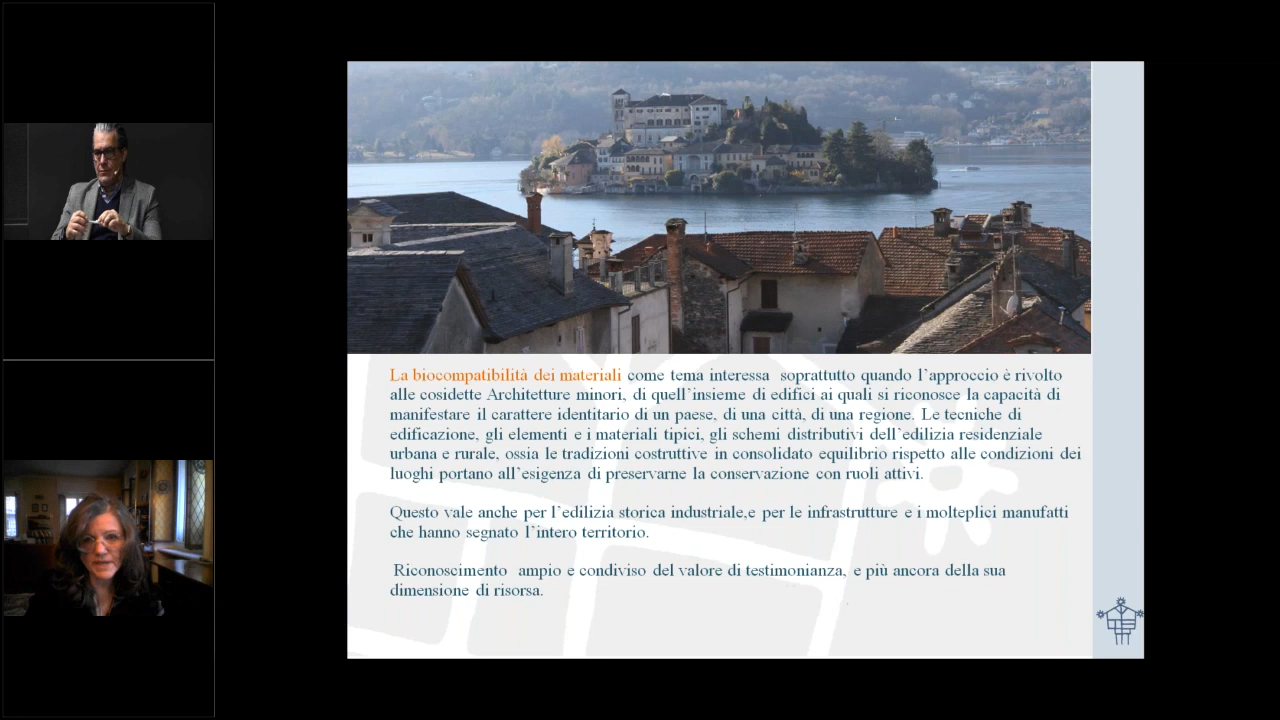 La biocompatibilità dei materiali come tema interessa soprattutto quando l'approccio è rivolto
alle cosidette Architetture minori, di quell'insieme di edifici ai quali si riconosce la capacità di
manifestare il carattere identitario di un paese, di una città, di una regione. Le tecniche di
edificazione, gli elementi e i materiali tipici, gli schemi distributivi dell'edilizia residenziale
urbana e rurale, ossia le tradizioni costruttive in consolidato equilibrio rispetto alle condizioni dei
luoghi portano all'esigenza di preservarne la conservazione con ruoli attivi.
Questo vale anche per l'edilizia storica industriale,e per le infrastrutture e i molteplici manufatti
che hanno segnato l'intero territorio.
Riconoscimento ampio e condiviso del valore di testimonianza, e più ancora della sua
dimensione di risorsa.